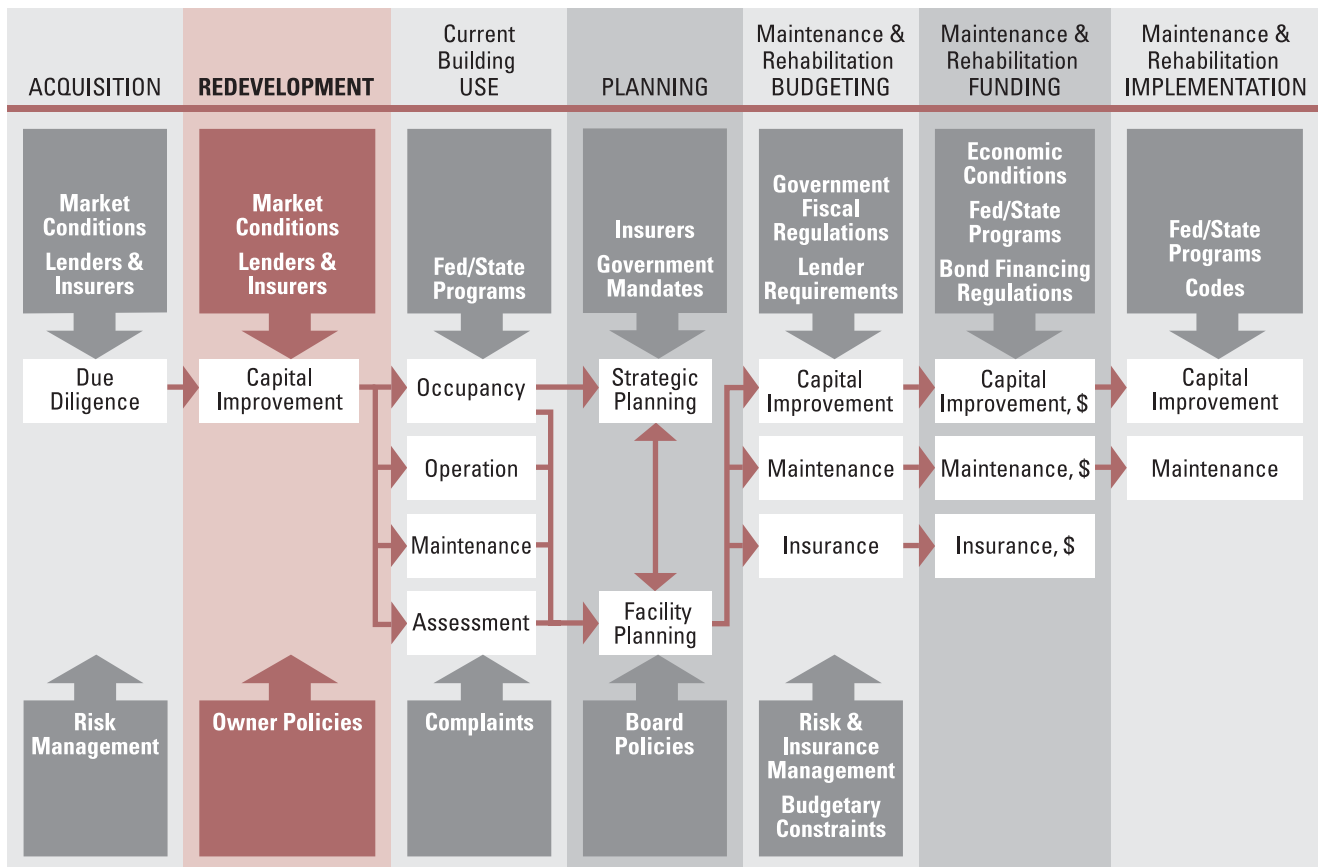 ACQUISITION
REDEVELOPMENT
Current
Building
USE
PLANNING
Maintenance &
Rehabilitation
BUDGETING
Maintenance &
Rehabilitation
FUNDING
Maintenance &
Rehabilitation
IMPLEMENTATION
Market
Conditions
Lenders &
Insurers
Market
Conditions
Lenders &
Insurers
Fed/State
Programs
Insurers
Government
Mandates
Government
Fiscal
Regulations
Lender
Requirements
Economic
Conditions
Fed/State
Programs
Bond Financing
Regulations
Fed/State
Programs
Codes
Due
Diligence
Capital
Improvement
Occupancy
Strategic
Planning
Capital
Improvement
Capital
Improvement, $
Capital
Improvement
Operation
Maintenance
Maintenance, $
Maintenance
Maintenance
Insurance
Insurance, $
Assessment
Facility
Planning
Risk
Management
Owner Policies
Complaints
Board
Policies
Risk &
Insurance
Management
Budgetary
Constraints